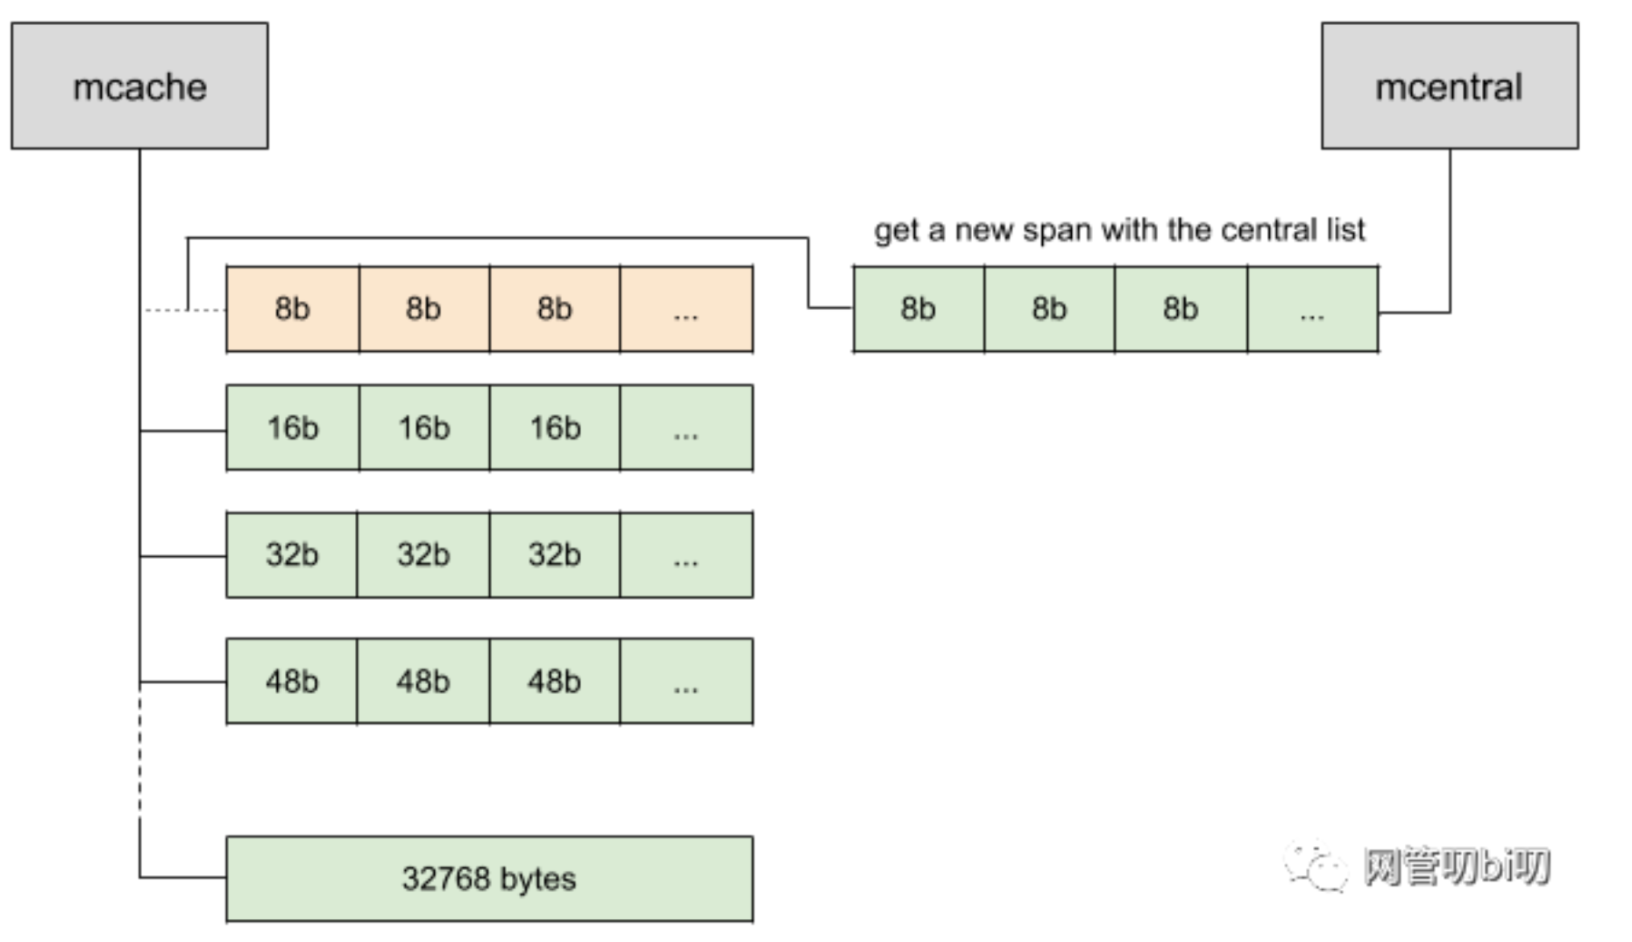 mcache
mcentral
get a new span with the central list
8b 8b 8b ...
8b 8b 8b ...
16b 16b 16b ...
32b 32b 32b ...
48b 48b 48b ...
32768 bytes
网管叨bi叨